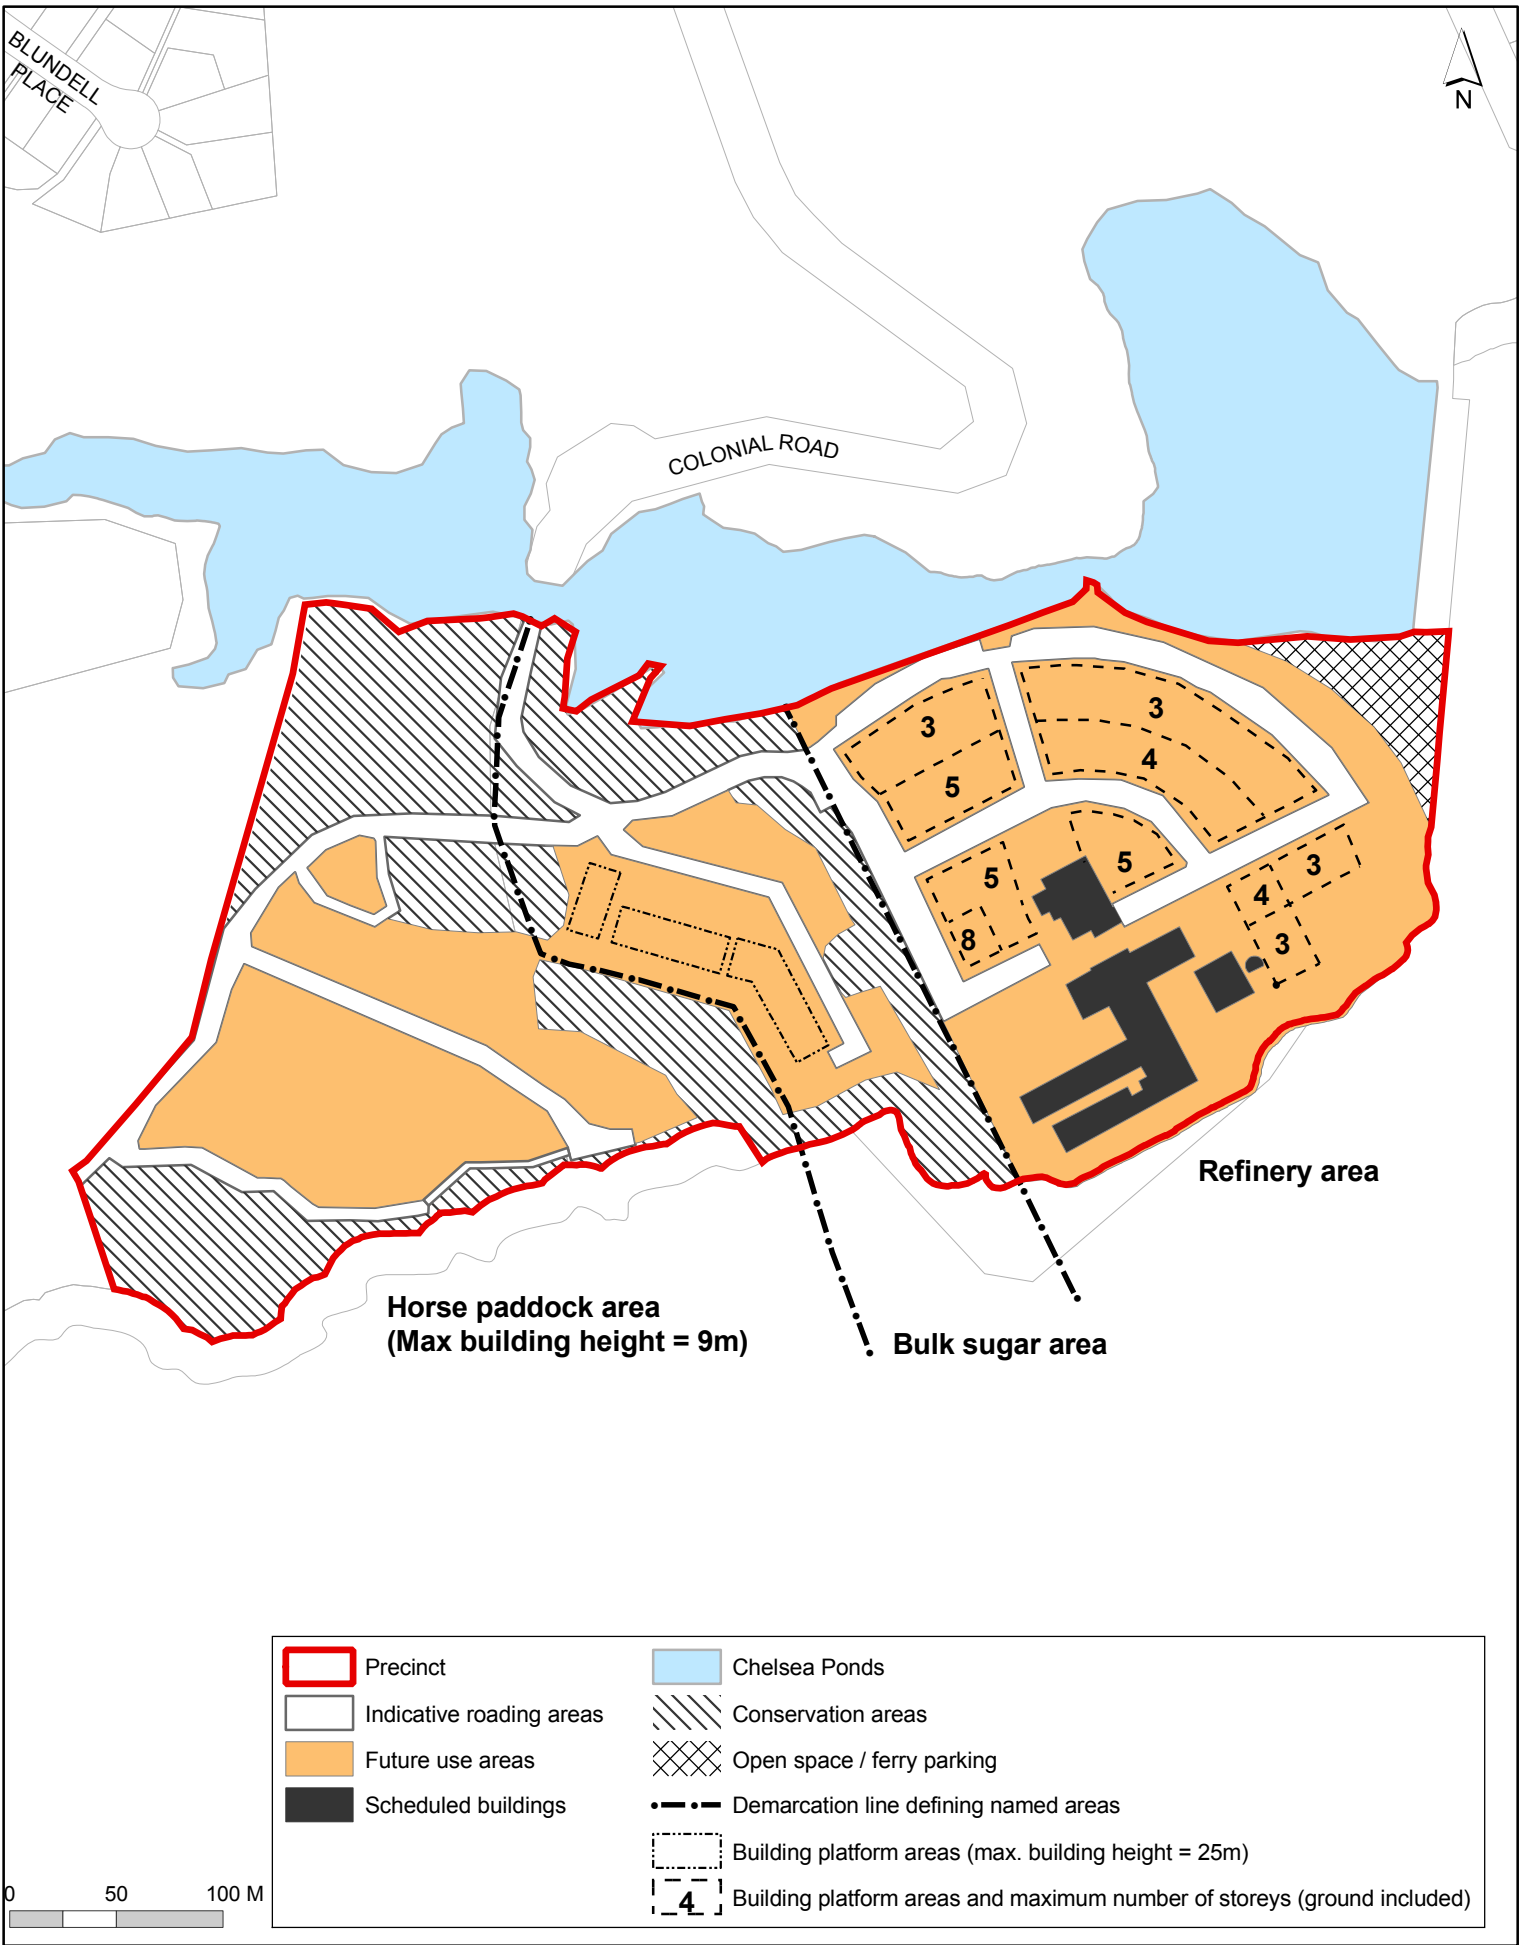 BLUNDELL
PLACE
N
COLONIAL ROAD
3
3
4
5
5
5
3
4
8
3
Refinery area
Horse paddock area
(Max building height = 9m)
Bulk sugar area
Precinct
Chelsea Ponds
Indicative roading areas
Conservation areas
Future use areas
Open space / ferry parking
Scheduled buildings
Demarcation line defining named areas
Building platform areas (max. building height = 25m)
4
Building platform areas and maximum number of storeys (ground included)
0 50 100 M